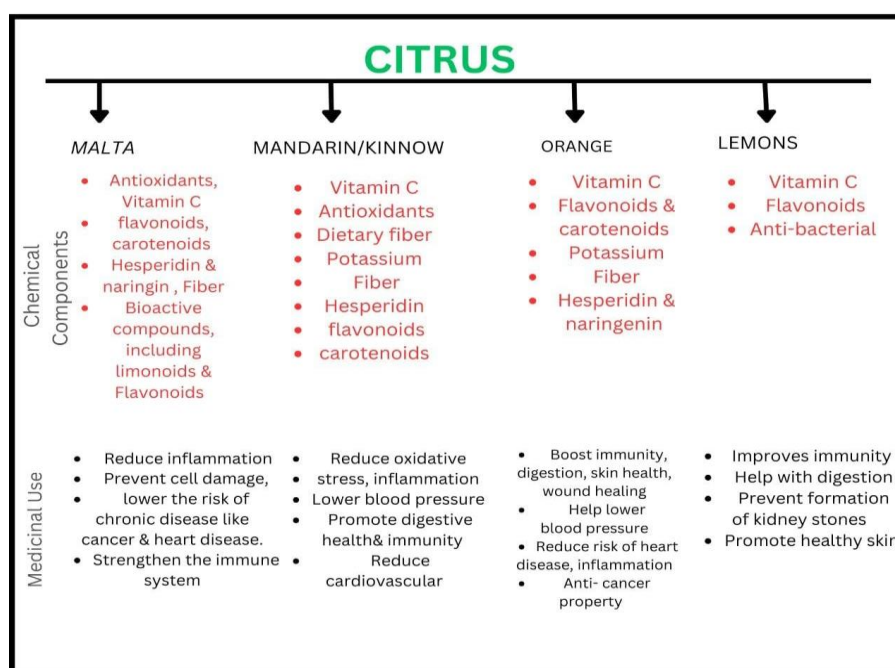 CITRUS
MALTA
Antioxidants,
Vitamin C
flavonoids,
carotenoids
Hesperidin &
naringin , Fiber
Bioactive
compounds,
including
limonoids &
Flavonoids
MANDARIN/KINNOW
Vitamin C
Antioxidants
Dietary fiber
Potassium
Fiber
Hesperidin
flavonoids
carotenoids
ORANGE
Vitamin C
Flavonoids &
carotenoids
Potassium
Fiber
Hesperidin &
naringenin
LEMONS
Vitamin C
Flavonoids
Anti-bacterial
Chemical
Components
Medicinal Use
Reduce inflammation
Prevent cell damage,
lower the risk of
chronic disease like
cancer & heart disease.
Strengthen the immune
system
Reduce oxidative
stress, inflammation
Lower blood pressure
Promote digestive
health& immunity
Reduce
cardiovascular
Boost immunity,
digestion, skin health,
wound healing
Help lower
blood pressure
Reduce risk of heart
disease, inflammation
Anti- cancer
property
Improves immunity
Help with digestion
Prevent formation
of kidney stones
Promote healthy skin